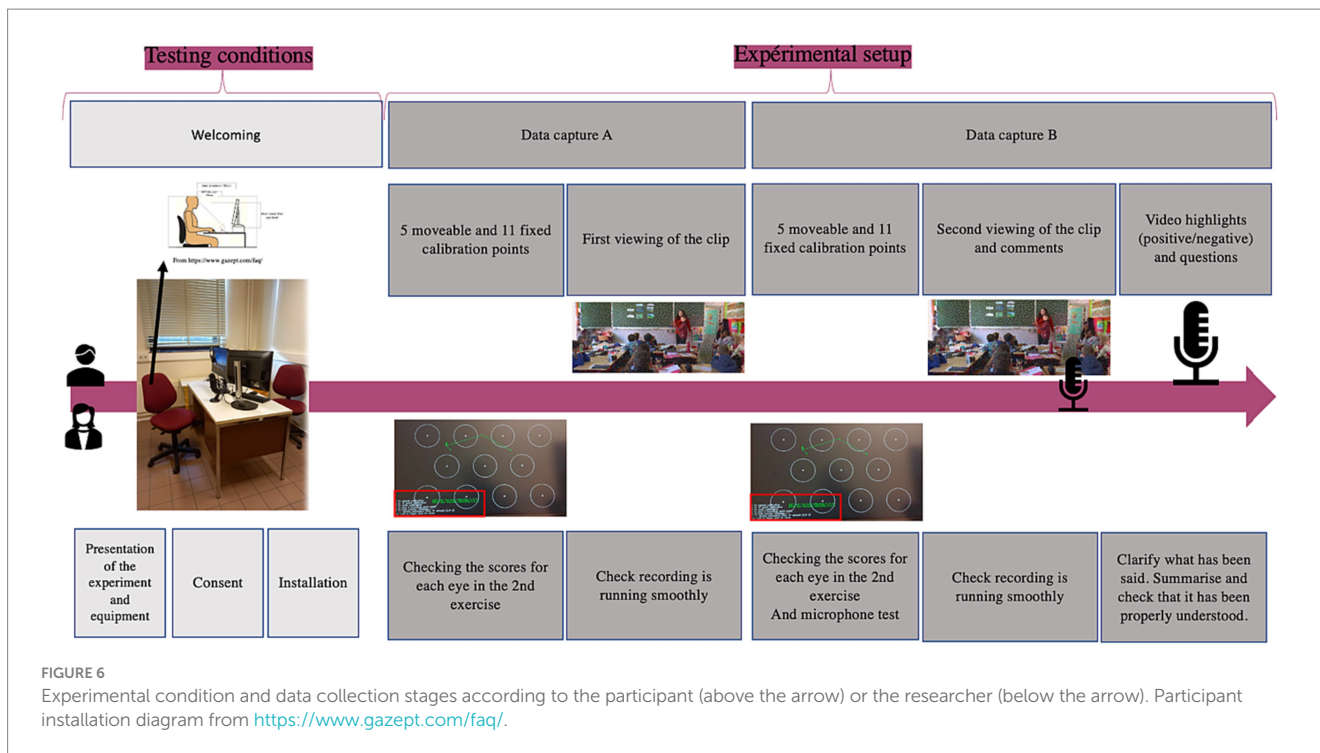 Testing conditions
Expérimental setup
Welcoming
Data capture A
Data capture B
From https://www.gazept.com/faq/
5 moveable and 11 fixed
calibration points
First viewing of the clip
5 moveable and 11
fixed calibration points
Second viewing of the clip
and comments
Video highlights
(positive/negative)
and questions
Presentation
of the
experiment
and
equipment
Consent
Installation
Checking the scores for
each eye in the 2nd
exercise
Check recording is
running smoothly
Checking the scores for
each eye in the 2nd
exercise
And microphone test
Check recording is
running smoothly
Clarify what has been
said. Summarise and
check that it has been
properly understood.
FIGURE 6
Experimental condition and data collection stages according to the participant (above the arrow) or the researcher (below the arrow). Participant
installation diagram from https://www.gazept.com/faq/.